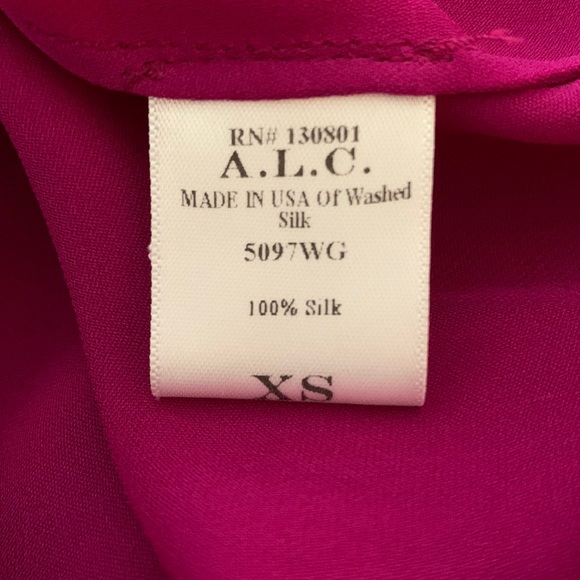 RN# 130801
A.L.C.
MADE IN USA Of Washed
Silk
5097WG
100% Silk
XS